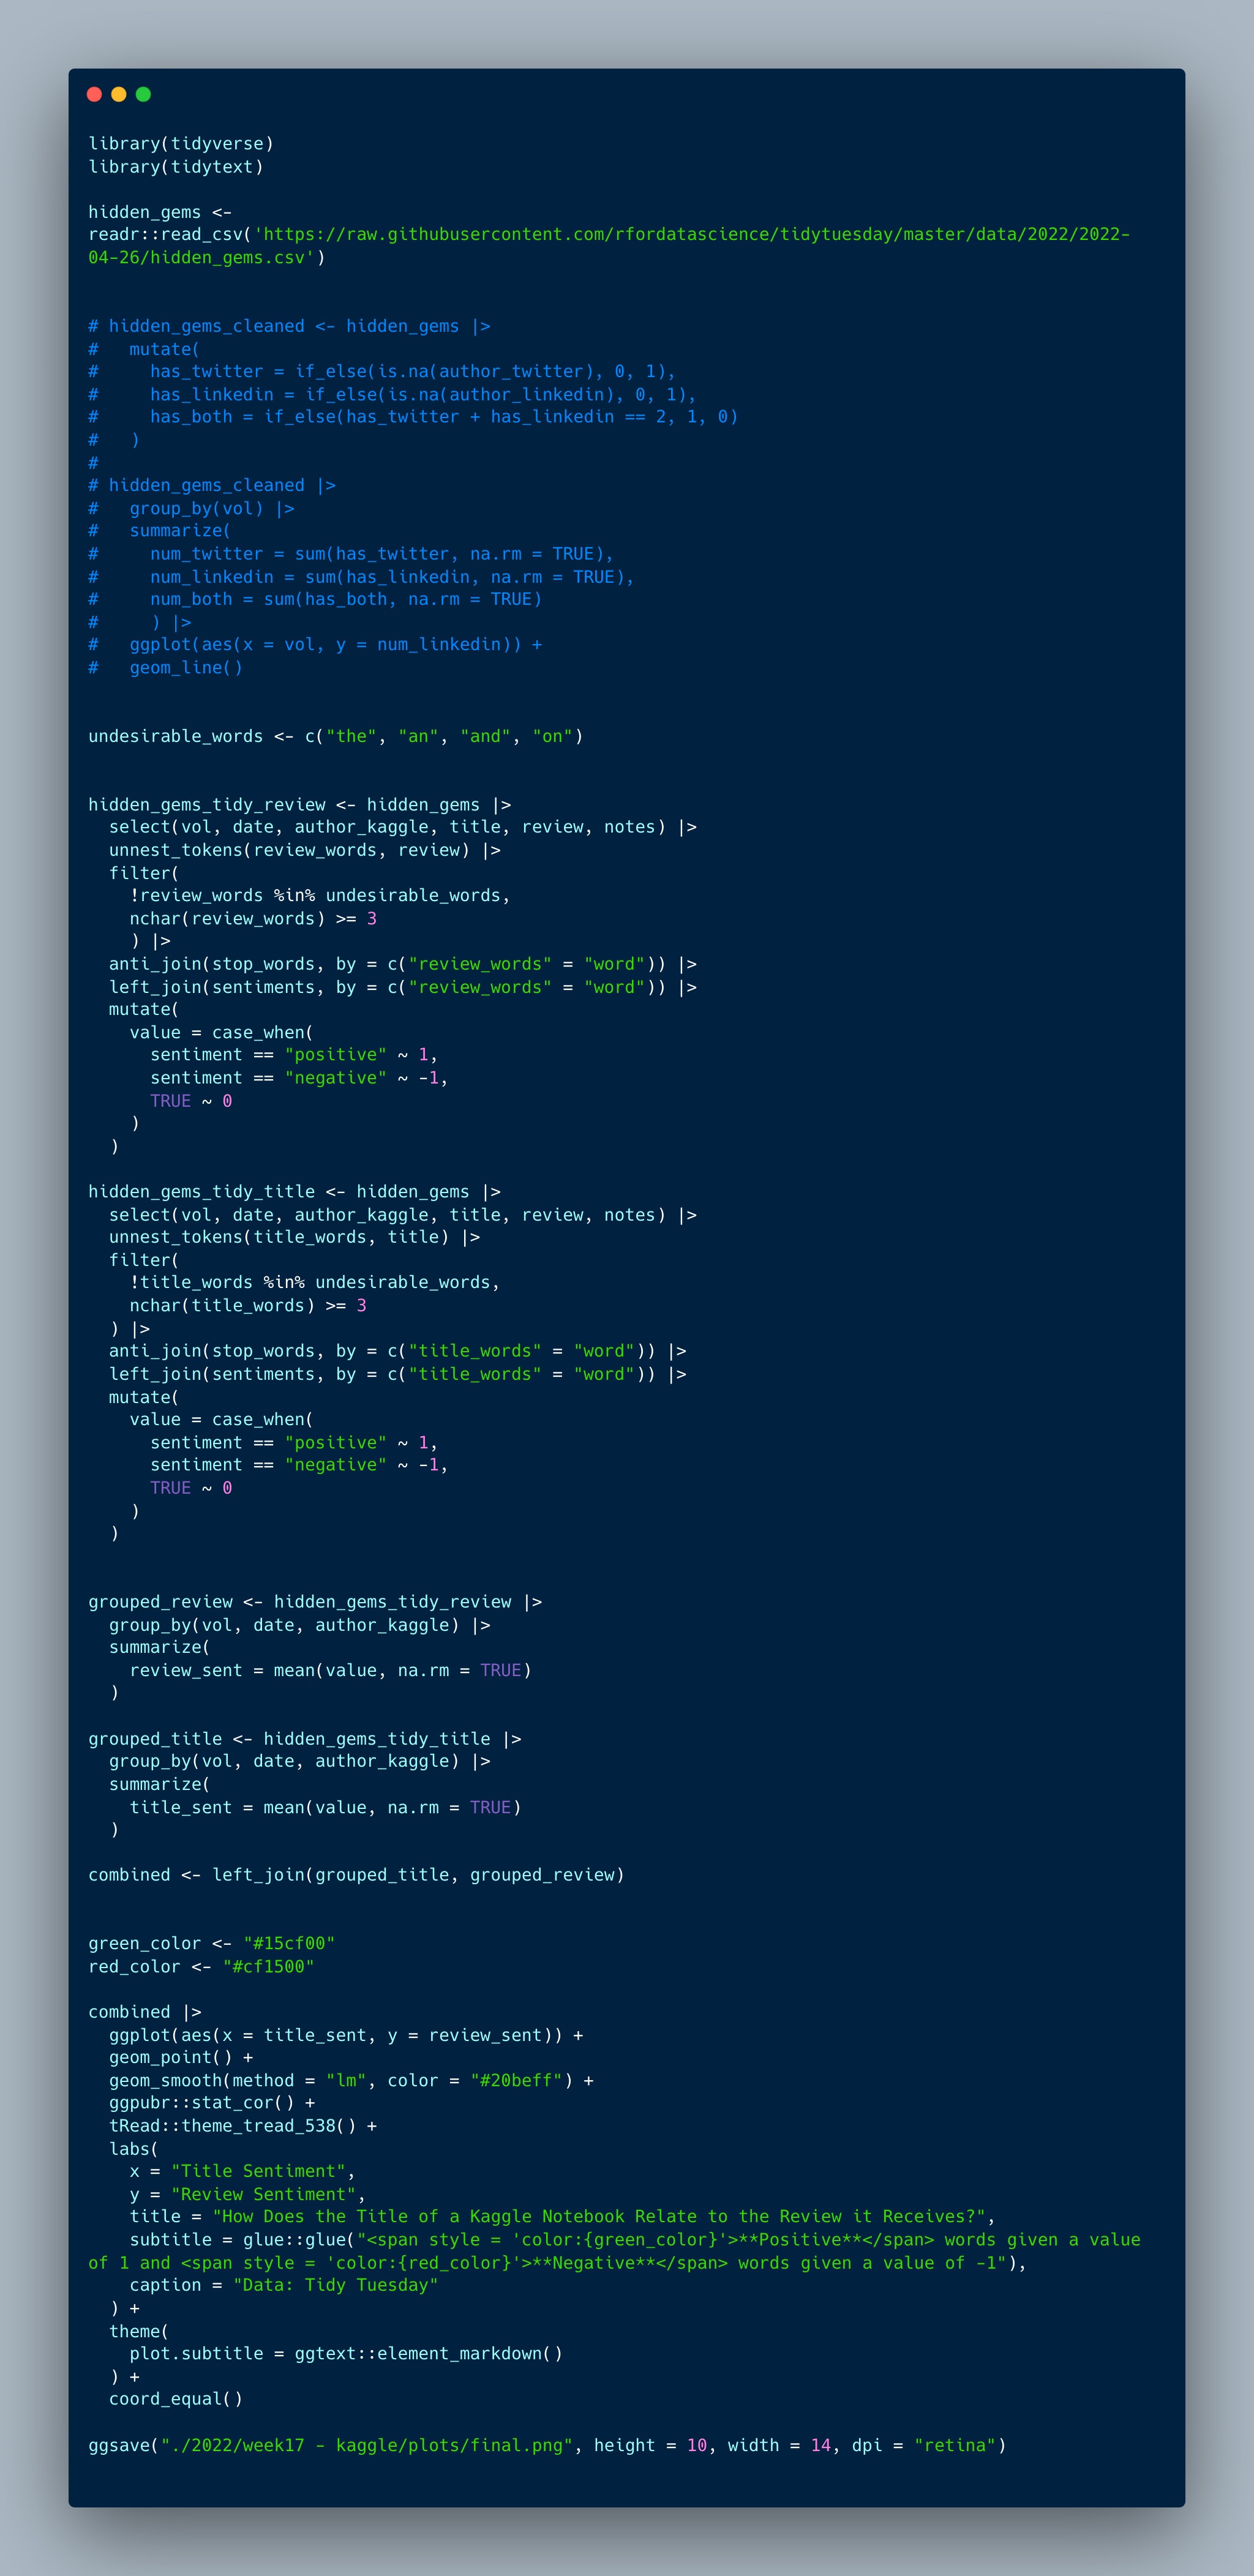 library(tidyverse)
library(tidytext)

hidden_gems <-
readr::read_csv('https://raw.githubusercontent.com/rfordatascience/tidytuesday/master/data/2022/2022-
04-26/hidden_gems.csv')


# hidden_gems_cleaned <- hidden_gems |>
#   mutate(
#     has_twitter = if_else(is.na(author_twitter), 0, 1),
#     has_linkedin = if_else(is.na(author_linkedin), 0, 1),
#     has_both = if_else(has_twitter + has_linkedin == 2, 1, 0)
#   )
#
# hidden_gems_cleaned |>
#   group_by(vol) |>
#   summarize(
#     num_twitter = sum(has_twitter, na.rm = TRUE),
#     num_linkedin = sum(has_linkedin, na.rm = TRUE),
#     num_both = sum(has_both, na.rm = TRUE)
#     ) |>
#   ggplot(aes(x = vol, y = num_linkedin)) +
#   geom_line()


undesirable_words <- c("the", "an", "and", "on")


hidden_gems_tidy_review <- hidden_gems |>
  select(vol, date, author_kaggle, title, review, notes) |>
  unnest_tokens(review_words, review) |>
  filter(
    !review_words %in% undesirable_words,
    nchar(review_words) >= 3
    ) |>
  anti_join(stop_words, by = c("review_words" = "word")) |>
  left_join(sentiments, by = c("review_words" = "word")) |>
  mutate(
    value = case_when(
      sentiment == "positive" ~ 1,
      sentiment == "negative" ~ -1,
      TRUE ~ 0
    )
  )

hidden_gems_tidy_title <- hidden_gems |>
  select(vol, date, author_kaggle, title, review, notes) |>
  unnest_tokens(title_words, title) |>
  filter(
    !title_words %in% undesirable_words,
    nchar(title_words) >= 3
  ) |>
  anti_join(stop_words, by = c("title_words" = "word")) |>
  left_join(sentiments, by = c("title_words" = "word")) |>
  mutate(
    value = case_when(
      sentiment == "positive" ~ 1,
      sentiment == "negative" ~ -1,
      TRUE ~ 0
    )
  )


grouped_review <- hidden_gems_tidy_review |>
  group_by(vol, date, author_kaggle) |>
  summarize(
    review_sent = mean(value, na.rm = TRUE)
  )

grouped_title <- hidden_gems_tidy_title |>
  group_by(vol, date, author_kaggle) |>
  summarize(
    title_sent = mean(value, na.rm = TRUE)
  )

combined <- left_join(grouped_title, grouped_review)


green_color <- "#15cf00"
red_color <- "#cf1500"

combined |>
  ggplot(aes(x = title_sent, y = review_sent)) +
  geom_point() +
  geom_smooth(method = "lm", color = "#20beff") +
  ggpubr::stat_cor() +
  tRead::theme_tread_538() +
  labs(
    x = "Title Sentiment",
    y = "Review Sentiment",
    title = "How Does the Title of a Kaggle Notebook Relate to the Review it Receives?",
    subtitle = glue::glue("<span style = 'color:{green_color}'>**Positive**</span> words given a value
of 1 and <span style = 'color:{red_color}'>**Negative**</span> words given a value of -1"),
    caption = "Data: Tidy Tuesday"
  ) +
  theme(
    plot.subtitle = ggtext::element_markdown()
  ) +
  coord_equal()

ggsave("./2022/week17 - kaggle/plots/final.png", height = 10, width = 14, dpi = "retina")